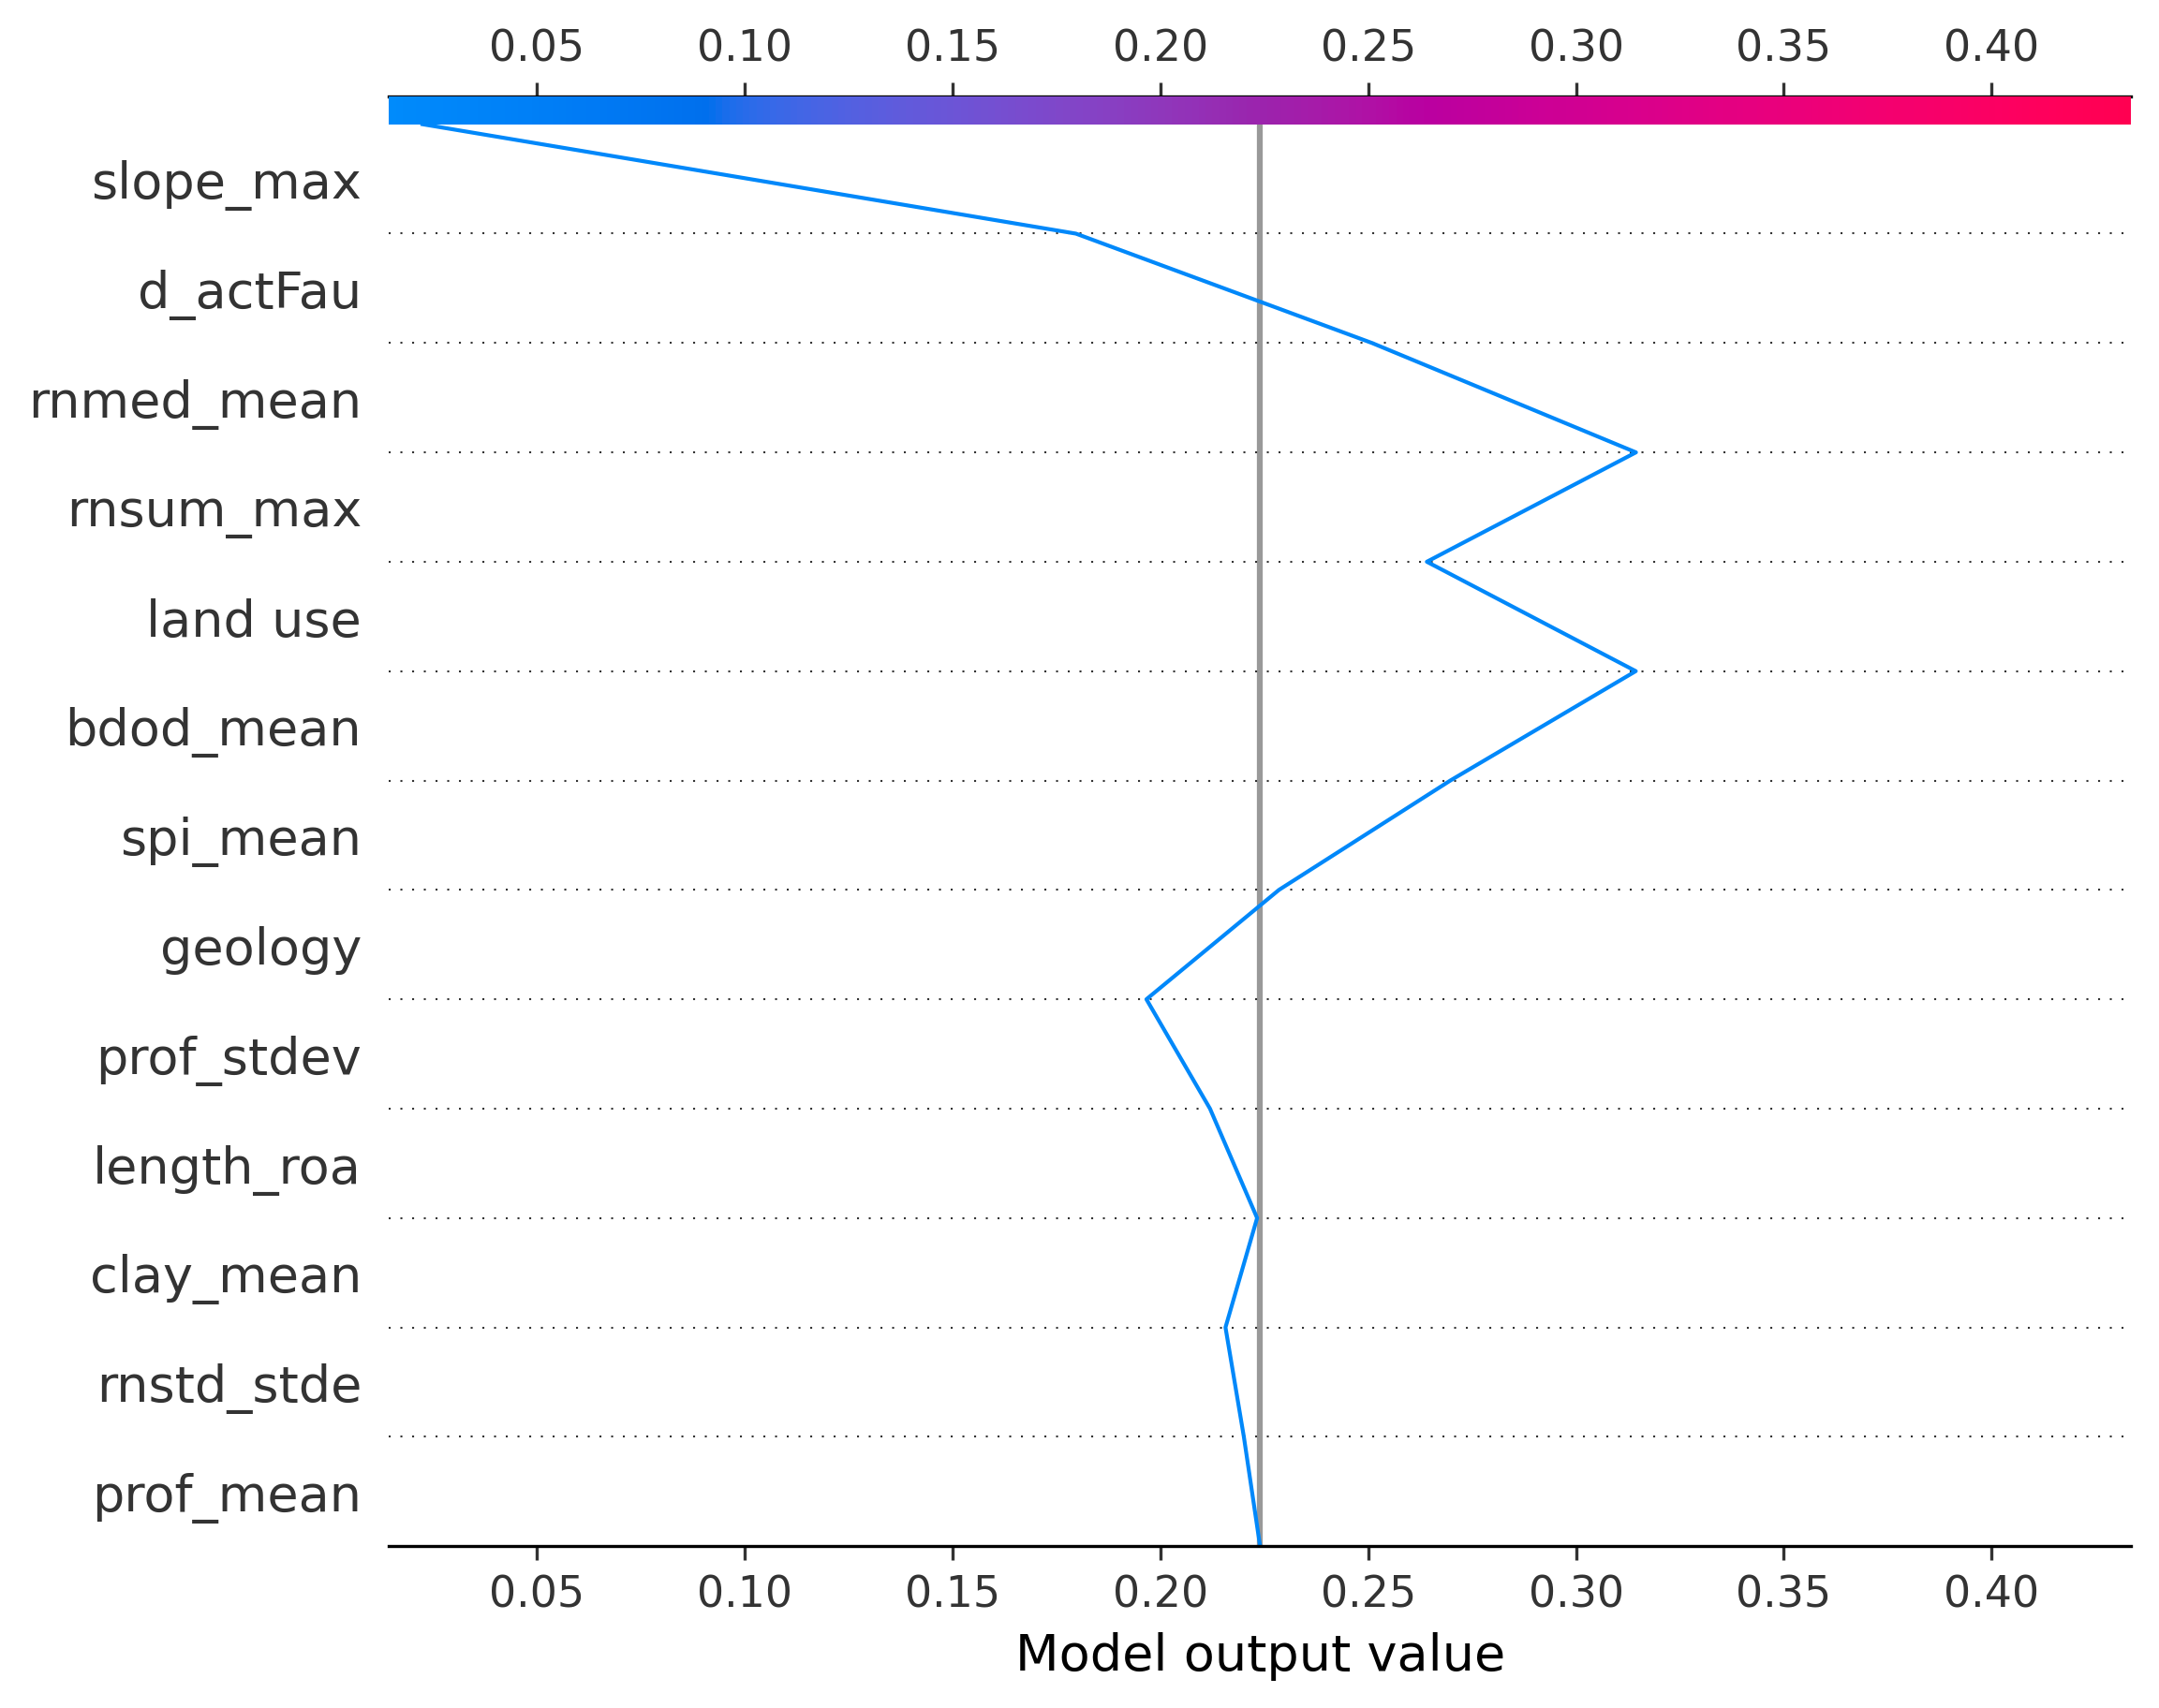 0.05 0.10 0.15 0.20 0.25 0.30 0.35 0.40
slope_max
d_actFau
rnmed_mean
rnsum_max
land use
bdod_mean
spi_mean
geology
prof_stdev
length_roa
clay_mean
rnstd_stde
prof_mean
0.05 0.10 0.15 0.20 0.25 0.30 0.35 0.40
Model output value